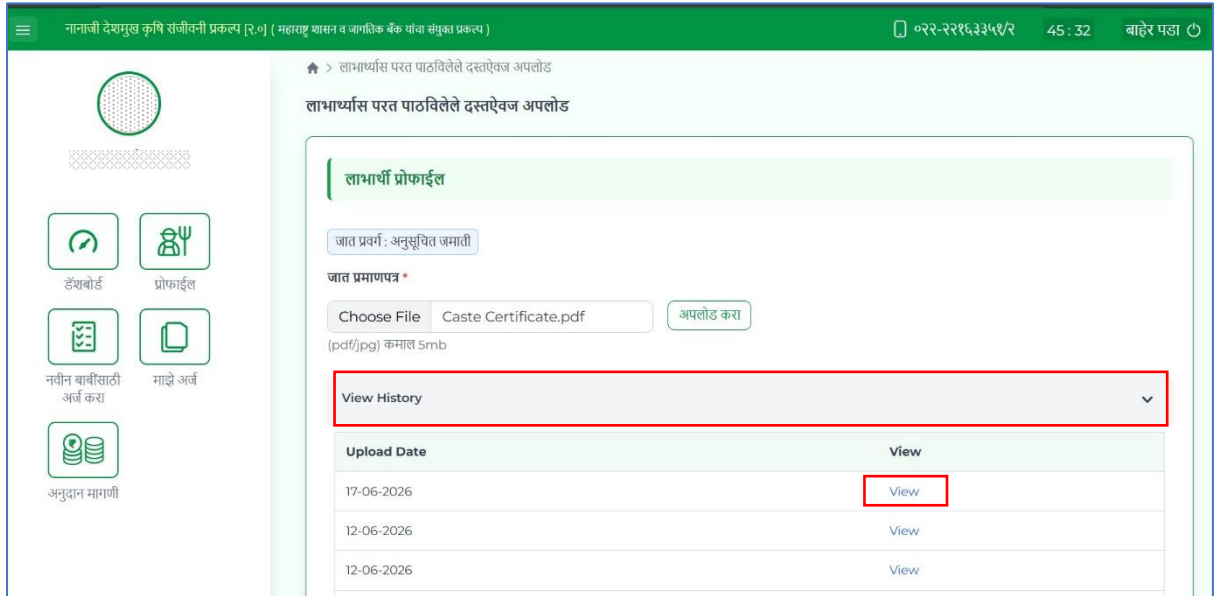 नानाजी देशमुख कृषि संजीवनी प्रकल्प [२.०] ( महाराष्ट्र शासन व जागतिक बँक यांचा संयुक्त प्रकल्प )
०२२-२२१६३३५१/२
45 : 32
बाहेर पडा
> लाभार्थ्यास परत पाठविलेले दस्तऐवज अपलोड
लाभार्थ्यास परत पाठविलेले दस्तऐवज अपलोड
डॅशबोर्ड
प्रोफाईल
नवीन बाबींसाठी
अर्ज करा
माझे अर्ज
अनुदान मागणी
लाभार्थी प्रोफाईल
जात प्रवर्ग : अनुसूचित जमाती
जात प्रमाणपत्र *
Choose File Caste Certificate.pdf
अपलोड करा
(pdf/jpg) कमाल 5mb
View History
Upload Date View
17-06-2026 View
12-06-2026 View
12-06-2026 View